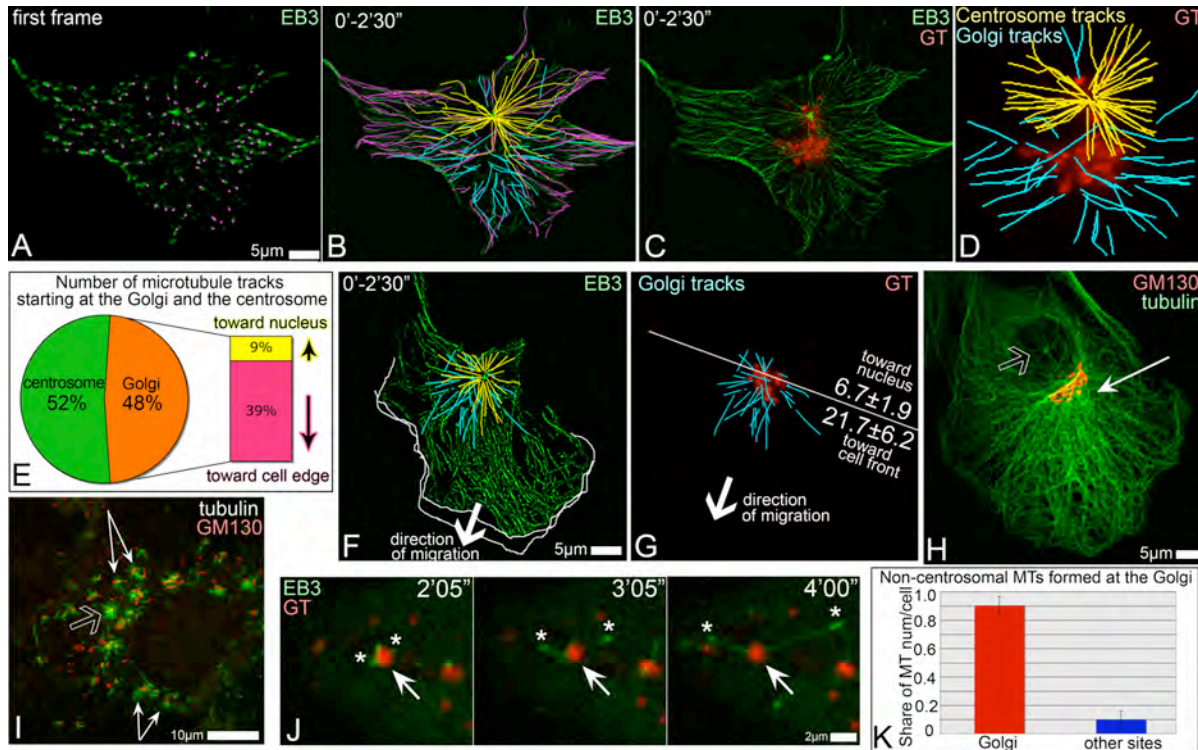 first frame
EB3
A
5µm
0’-2’30”
EB3
B
0’-2’30”
EB3
GT
C
Centrosome tracks
GT
Golgi tracks
D
Number of microtubule tracks
starting at the Golgi and the centrosome
toward nucleus
9%
centrosome
52%
Golgi
48%
39%
toward cell edge
E
0’-2’30”
EB3
direction
of migration
F
5µm
Golgi tracks
GT
toward
nucleus
6.7±1.9
21.7±6.2
toward
cell front
direction
of migration
G
GM130
tubulin
H
5µm
tubulin
GM130
I
10µm
EB3
GT
2’05”
3’05”
4’00”
*
*
*
*
*
*
J
2µm
Non-centrosomal MTs formed at the Golgi
Share of MT num/cell
1.0
0.8
0.6
0.4
0.2
0
K
Golgi
other sites